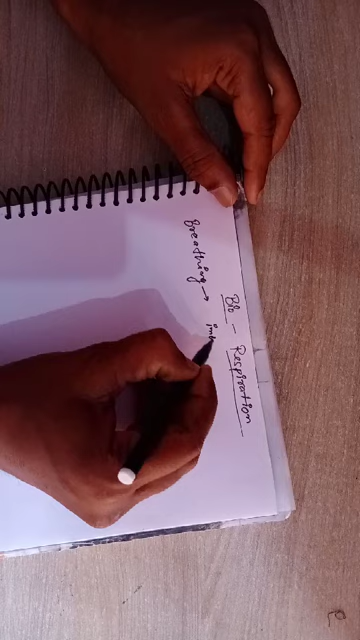 Bio - Respiration
Breathing →